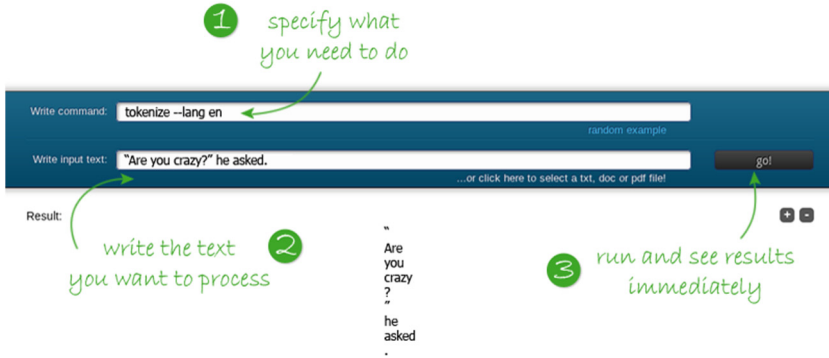 1 specify what
you need to do
Write command: tokenize --lang en
random example
Write input text: “Are you crazy?” he asked. go!
...or click here to select a txt, doc or pdf file!
Result: + -
write the text 2
you want to process
“
Are
you
crazy
?
”
he
asked
.
3 run and see results
immediately